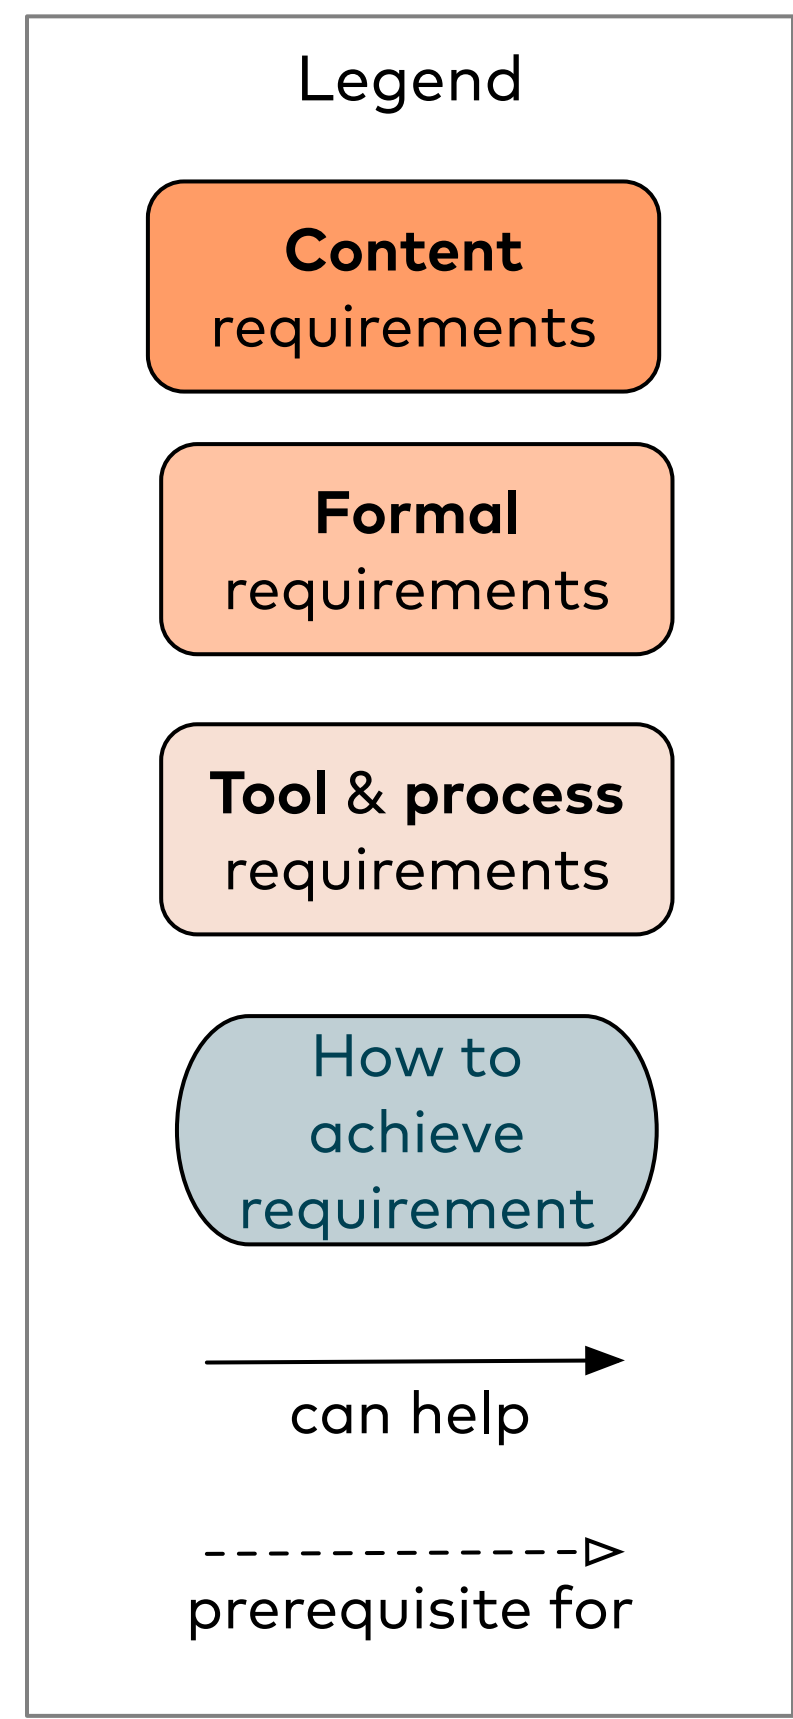 Legend
Content
requirements
Formal
requirements
Tool & process
requirements
How to
achieve
requirement
can help
prerequisite for